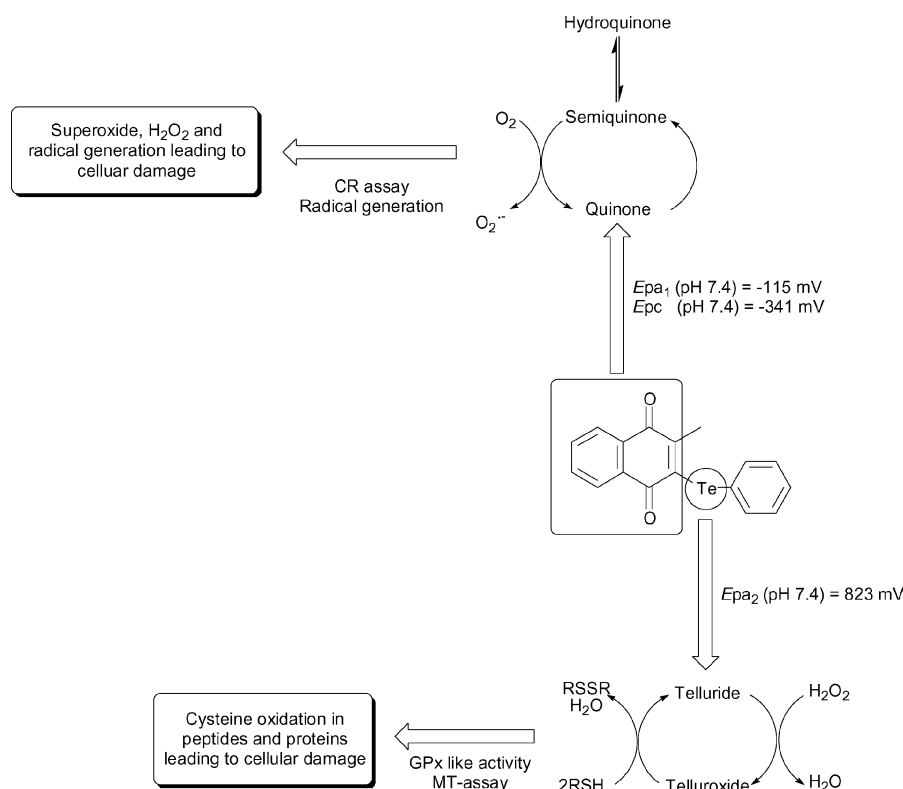 Hydroquinone
Superoxide, H2O2 and
radical generation leading to
celluar damage
O2
Semiquinone
CR assay
Radical generation
O2·-
Quinone
Epa1 (pH 7.4) = -115 mV
Epc (pH 7.4) = -341 mV
O
Te
O
Epa2 (pH 7.4) = 823 mV
RSSR
H2O
Telluride
H2O2
Cysteine oxidation in
peptides and proteins
leading to cellular damage
GPx like activity
MT-assay
2RSH
Telluroxide
H2O